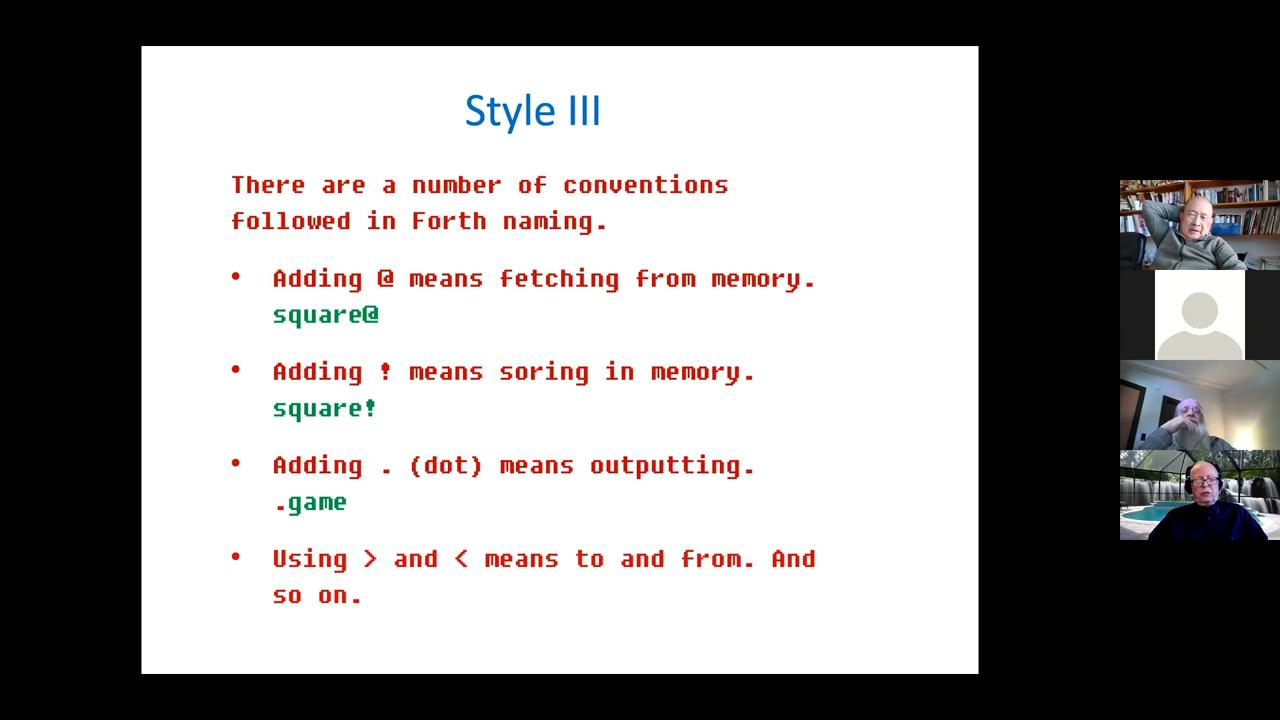 Style III
There are a number of conventions
followed in Forth naming.
• Adding @ means fetching from memory.
square@
• Adding ! means soring in memory.
square!
• Adding . (dot) means outputting.
.game
• Using > and < means to and from. And
so on.